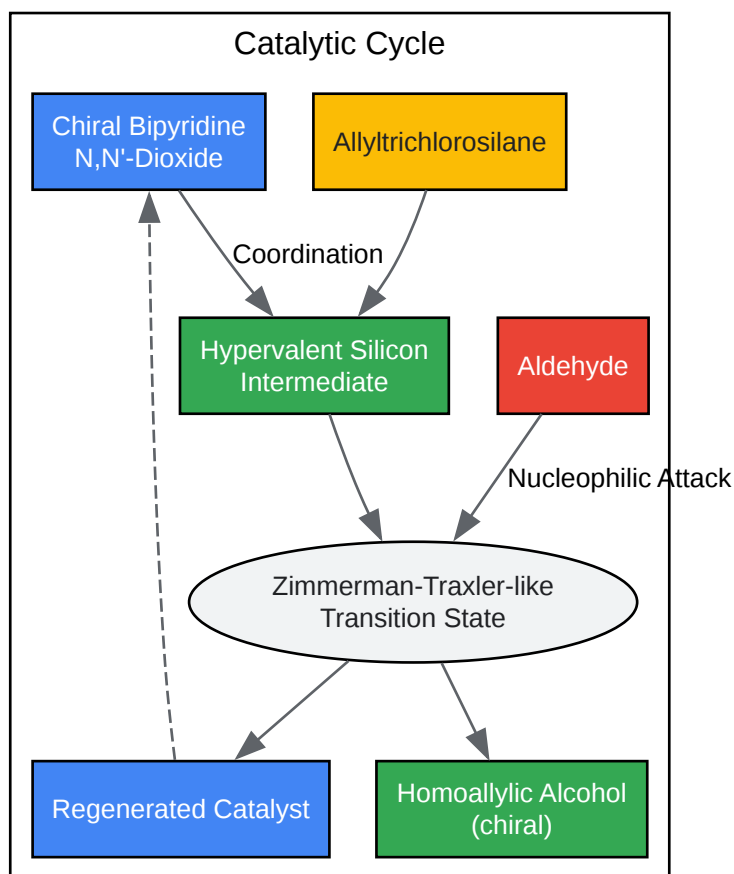 Catalytic Cycle
Chiral Bipyridine
N,N'-Dioxide
Allyltrichlorosilane
Coordination
Hypervalent Silicon
Intermediate
Aldehyde
Nucleophilic Attack
Zimmerman-Traxler-like
Transition State
Regenerated Catalyst
Homoallylic Alcohol
(chiral)